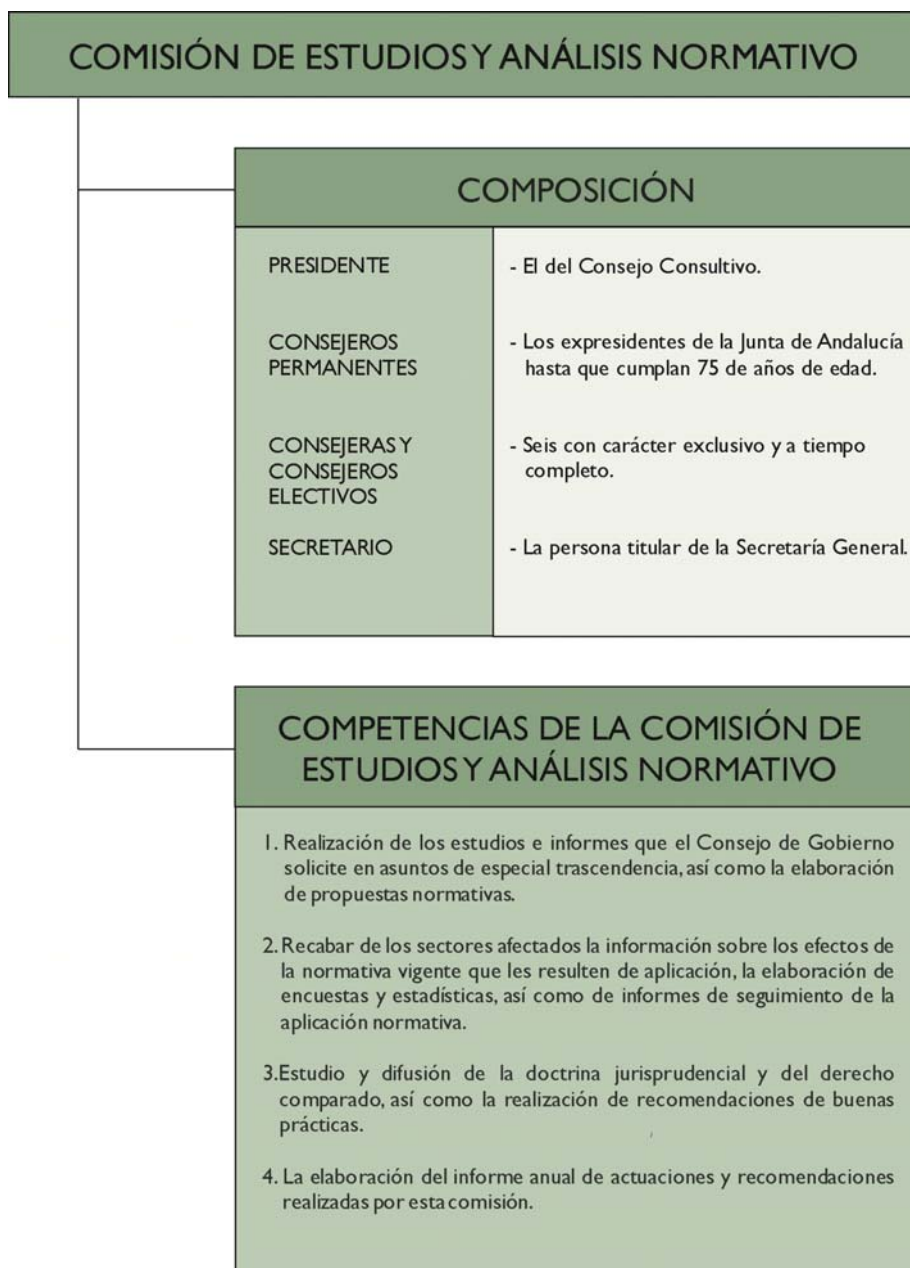 COMISIÓN DE ESTUDIOS Y ANÁLISIS NORMATIVO
COMPOSICIÓN
PRESIDENTE
- El del Consejo Consultivo.
CONSEJEROS
PERMANENTES
- Los expresidentes de la Junta de Andalucía
hasta que cumplan 75 de años de edad.
CONSEJERAS Y
CONSEJEROS
ELECTIVOS
- Seis con carácter exclusivo y a tiempo
completo.
SECRETARIO
- La persona titular de la Secretaría General.
COMPETENCIAS DE LA COMISIÓN DE
ESTUDIOS Y ANÁLISIS NORMATIVO
1. Realización de los estudios e informes que el Consejo de Gobierno
solicite en asuntos de especial trascendencia, así como la elaboración
de propuestas normativas.
2. Recabar de los sectores afectados la información sobre los efectos de
la normativa vigente que les resulten de aplicación, la elaboración de
encuestas y estadísticas, así como de informes de seguimiento de la
aplicación normativa.
3.Estudio y difusión de la doctrina jurisprudencial y del derecho
comparado, así como la realización de recomendaciones de buenas
prácticas.
4. La elaboración del informe anual de actuaciones y recomendaciones
realizadas por esta comisión.